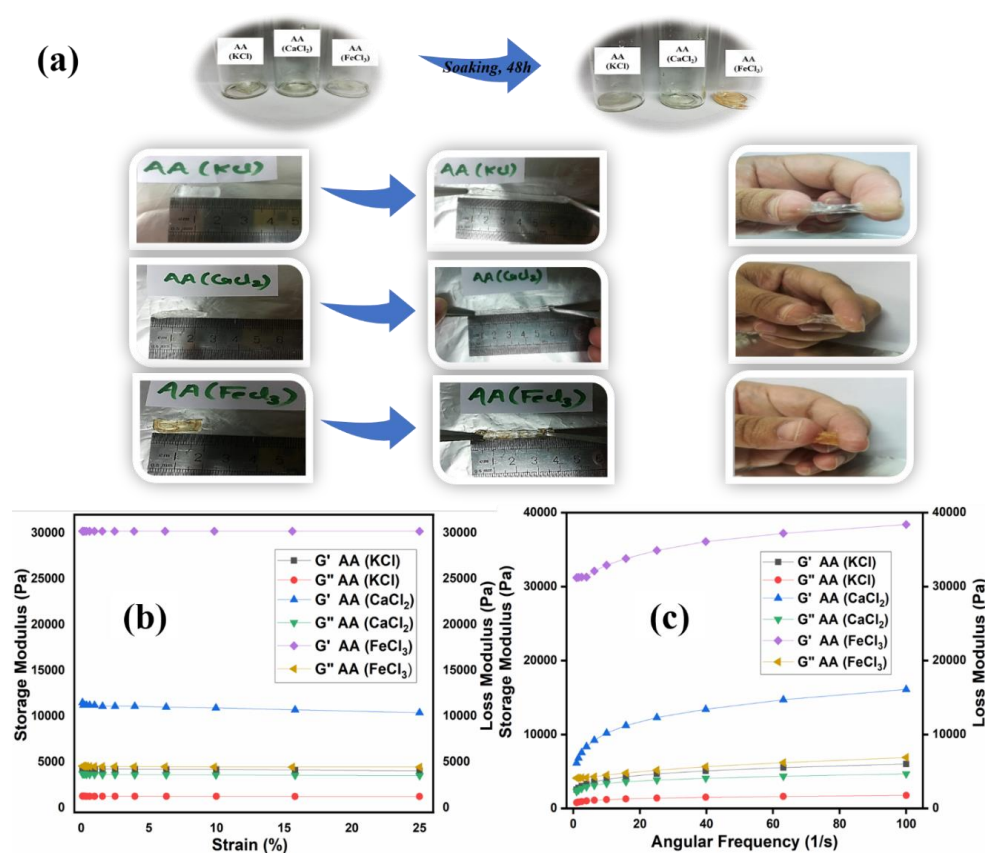 (a)
AA
(KCl)
AA
(CaCl₂)
AA
(FeCl₃)
Soaking, 48h
AA
(KCl)
AA
(CaCl₂)
AA
(FeCl₃)
AA (KCl)
AA (KCl)
AA (CaCl₂)
AA (CaCl₂)
AA (FeCl₃)
AA (FeCl₃)
(b)
Storage Modulus (Pa)
30000
25000
20000
15000
10000
5000
0
0 5 10 15 20 25
Strain (%)
30000
25000
20000
15000
10000
5000
0
Loss Modulus (Pa)
G' AA (KCl)
G" AA (KCl)
G' AA (CaCl₂)
G" AA (CaCl₂)
G' AA (FeCl₃)
G" AA (FeCl₃)
(c)
Storage Modulus (Pa)
40000
30000
20000
10000
0
0 20 40 60 80 100
Angular Frequency (1/s)
40000
30000
20000
10000
0
Loss Modulus (Pa)
G' AA (KCl)
G" AA (KCl)
G' AA (CaCl₂)
G" AA (CaCl₂)
G' AA (FeCl₃)
G" AA (FeCl₃)